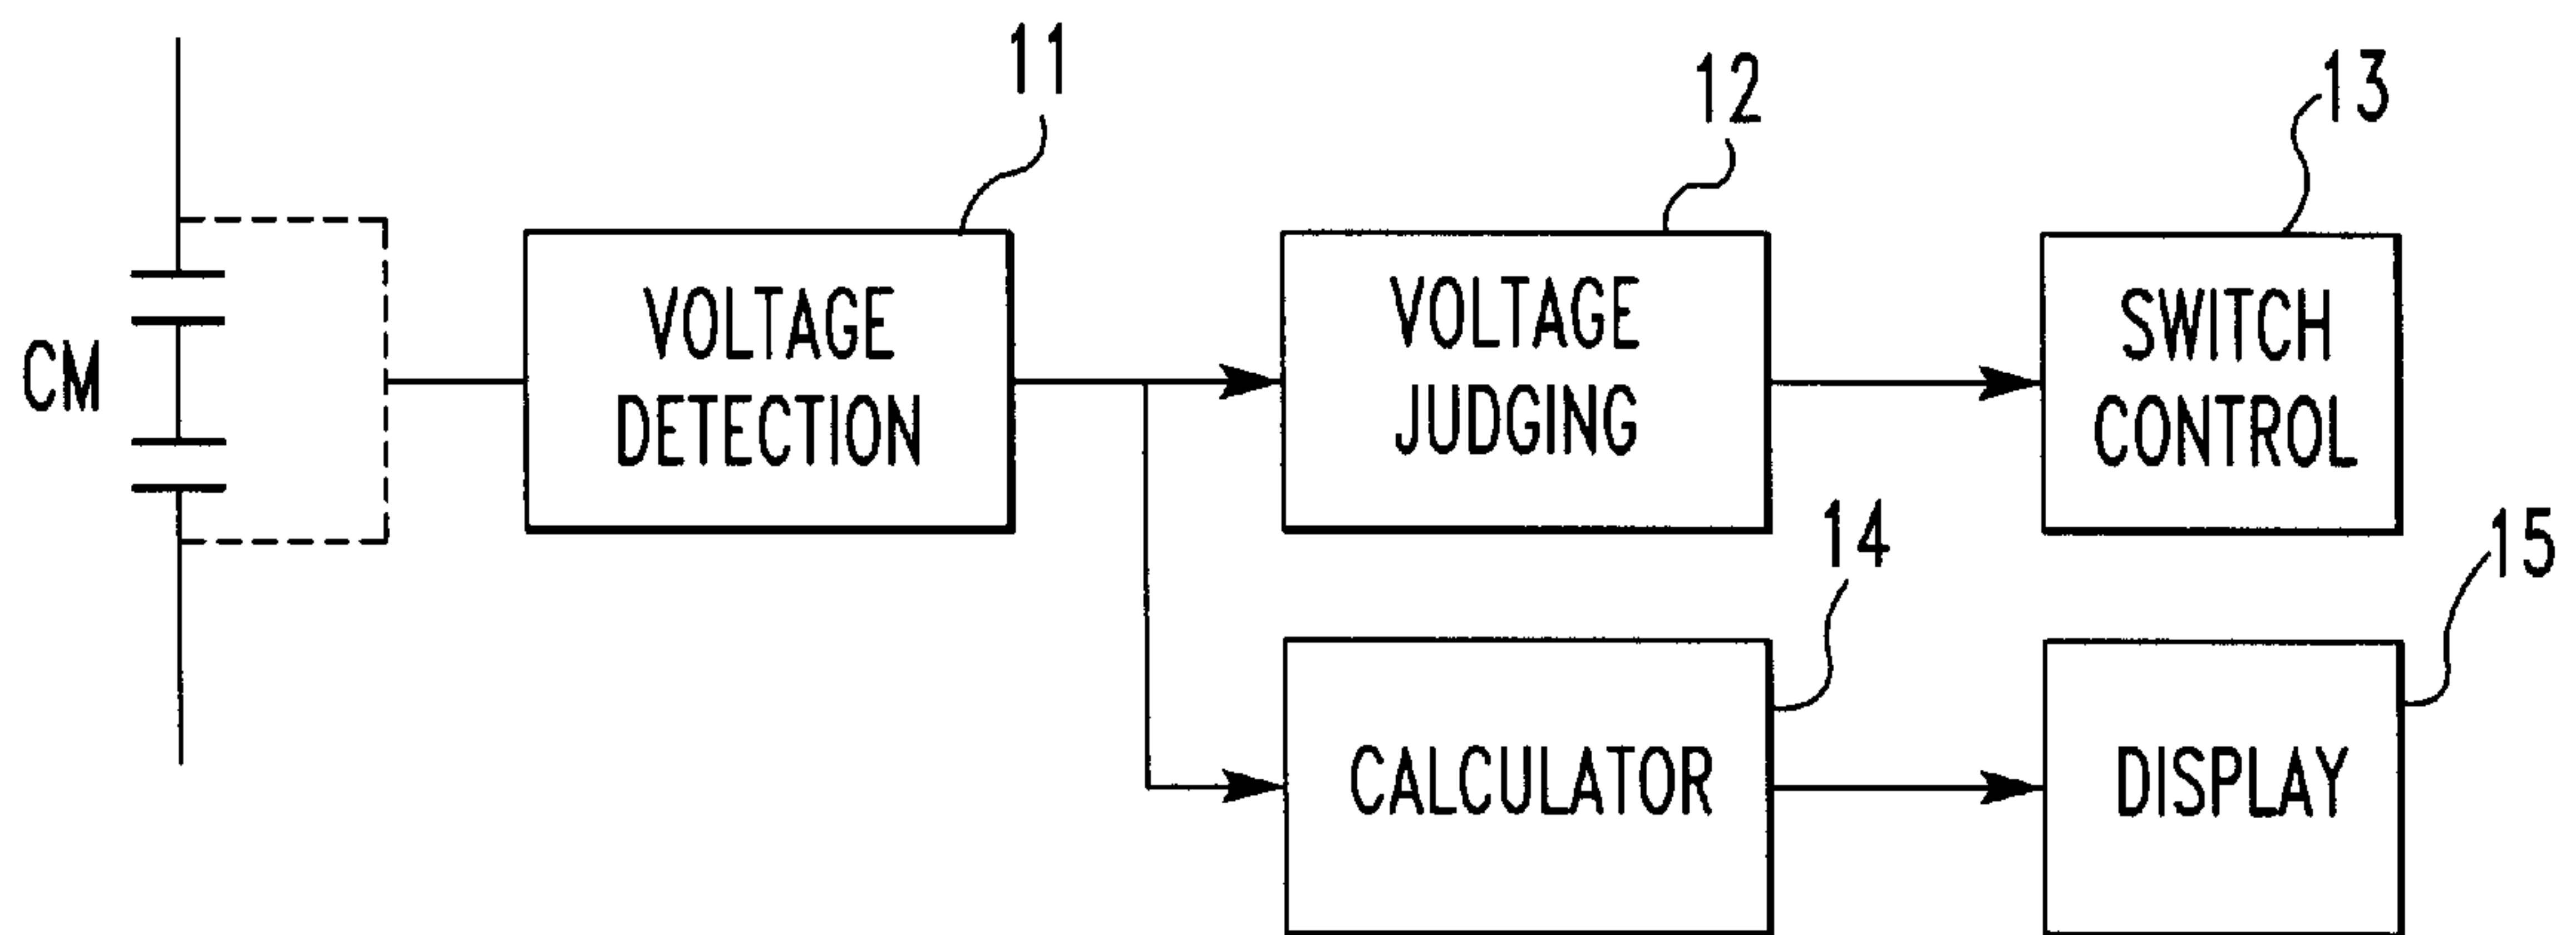 11
12
13
VOLTAGE
DETECTION
VOLTAGE
JUDGING
SWITCH
CONTROL
CM
14
15
CALCULATOR
DISPLAY